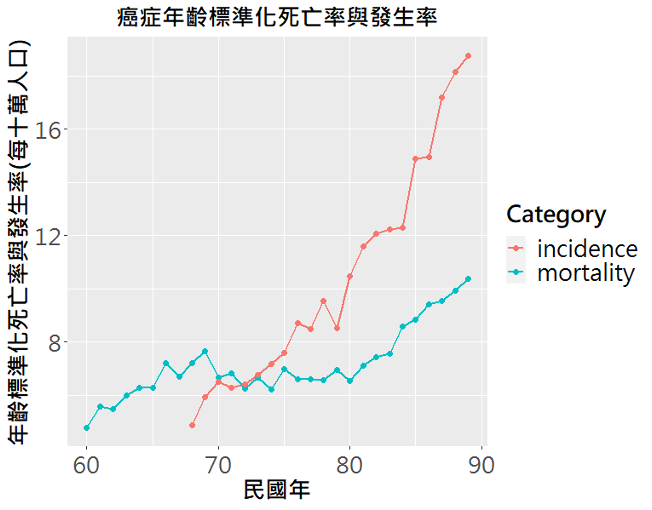 癌症年齡標準化死亡率與發生率
年齡標準化死亡率與發生率(每十萬人口)
16
12
8
60 70 80 90
民國年
Category
incidence
mortality